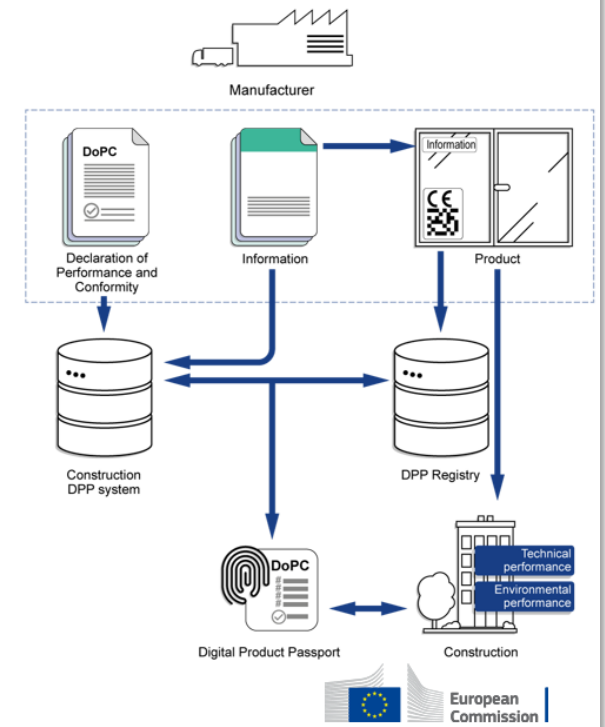 Manufacturer
DoPC
Information
CE
Declaration of
Performance and
Conformity
Information
Product
Construction
DPP system
DPP Registry
Technical
performance
Environmental
performance
DoPC
Digital Product Passport
Construction
European
Commission